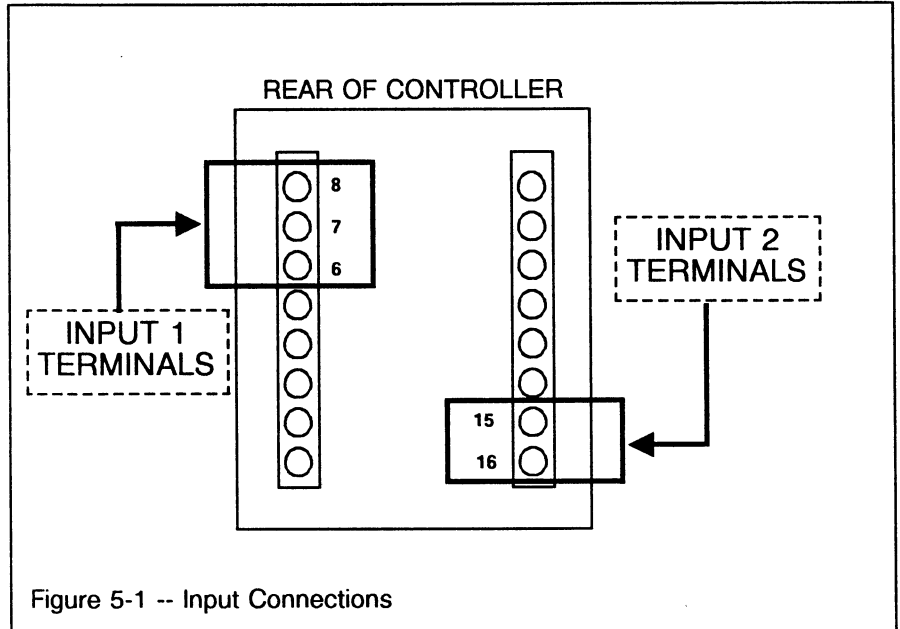 REAR OF CONTROLLER
8
7
6
INPUT 1
TERMINALS
INPUT 2
TERMINALS
15
16
Figure 5-1 -- Input Connections